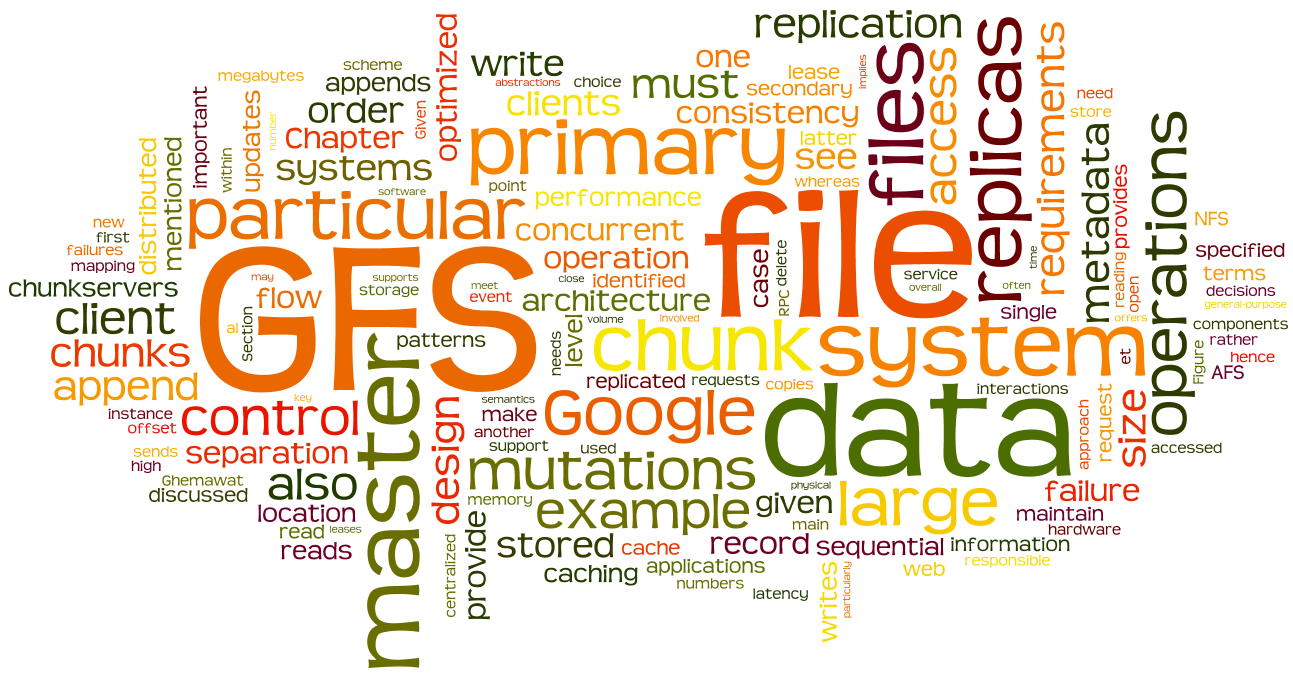 replication
scheme
megabytes
appends
write
abstractions
choice
one
lease
secondary
implies
need
store
important
updates
number
order
Given
optimized
clients
must
consistency
files
access
replicas
requirements
latter
Chapter
primary
see
whereas
metadata
operations
distributed
mentioned
within
systems
software
point
performance
provides
reading
new
first
failures
mapping
particular
concurrent
file
NFS
specified
terms
decisions
general-purpose
chunkservers
GFS
may
flow
supports
storage
meet
event
close
operation
identified
case
delete
RPC
service
overall
time
often
open
offers
client
al
Section
architecture
volume
involved
single
components
rather
hence
AFS
Figure
chunks
patterns
needs
level
chunk
system
et
append
replicated
requests
copies
interactions
instance
offset
control
key
master
semantics
make
another
Google
data
approach
request
size
accessed
sends
high
separation
design
support
used
Ghemawat
discussed
also
memory
mutations
physical
given
large
failure
location
read
leases
reads
example
main
maintain
hardware
centralized
provide
stored
cache
record
sequential
information
caching
applications
numbers
latency
writes
particularly
web
responsible